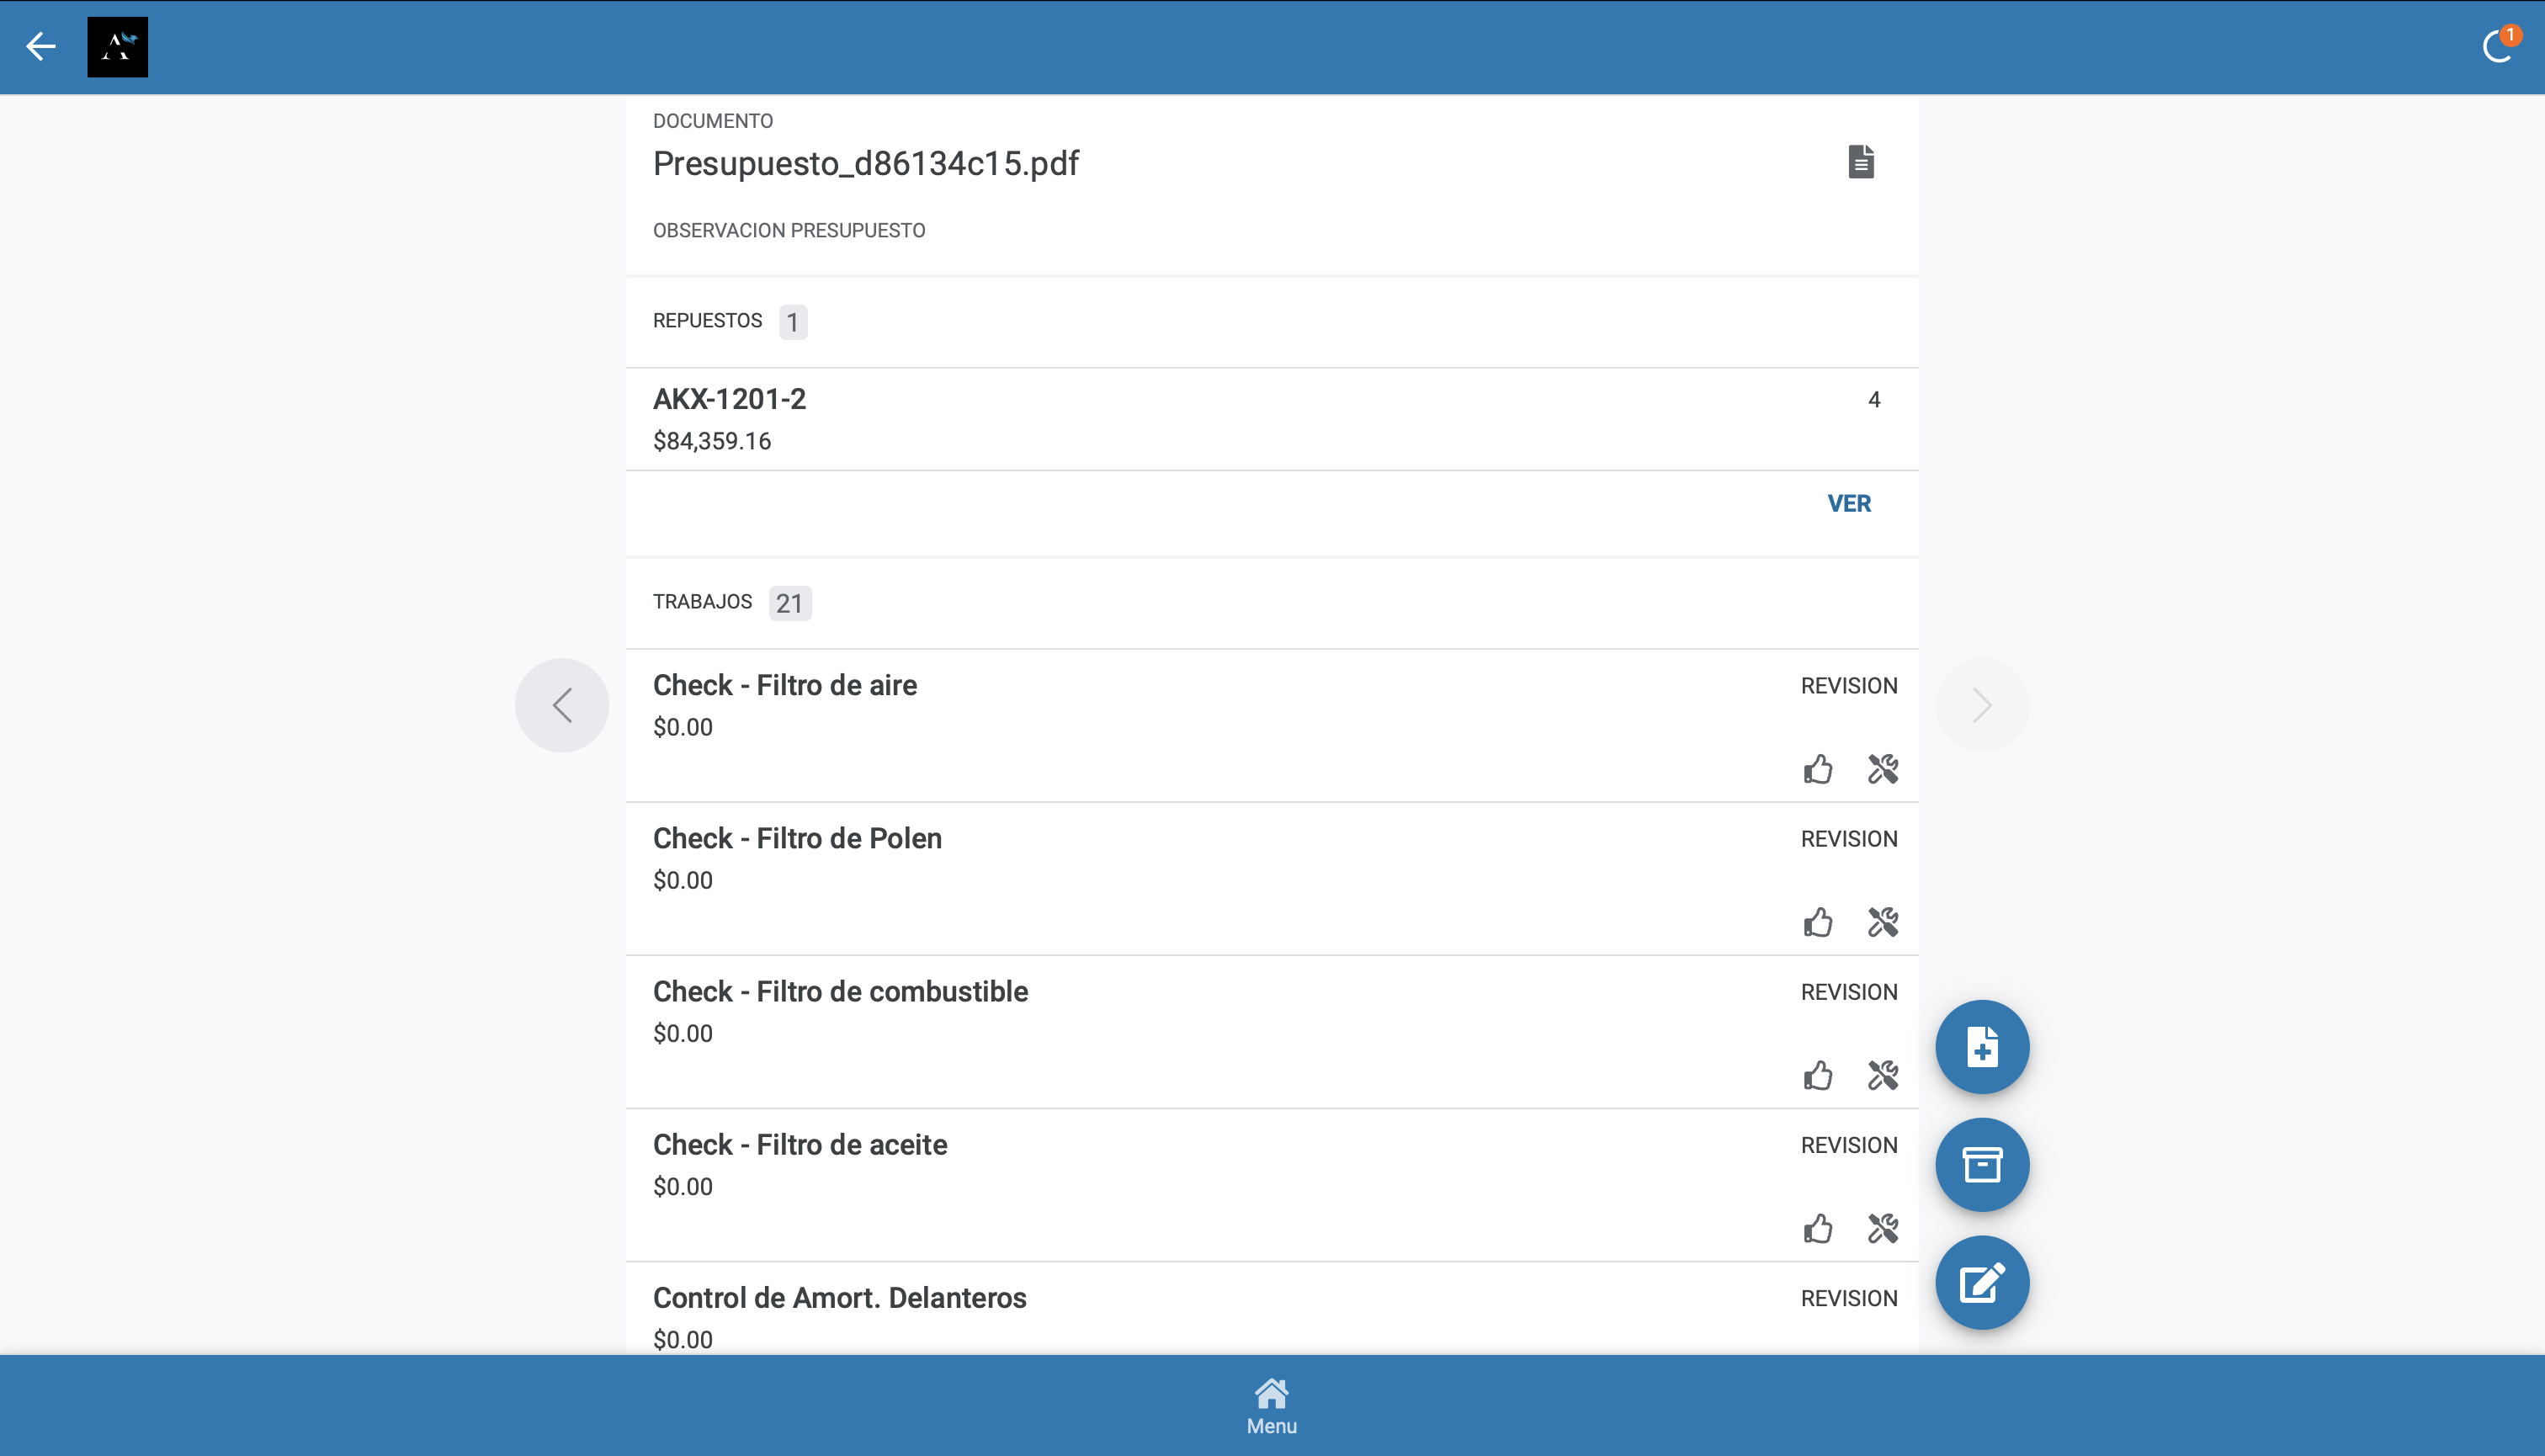 A
1
DOCUMENTO
Presupuesto_d86134c15.pdf
OBSERVACION PRESUPUESTO
REPUESTOS 1
AKX-1201-2 4
$84,359.16
VER
TRABAJOS 21
Check - Filtro de aire REVISION
$0.00
Check - Filtro de Polen REVISION
$0.00
Check - Filtro de combustible REVISION
$0.00
Check - Filtro de aceite REVISION
$0.00
Control de Amort. Delanteros REVISION
$0.00
Menu